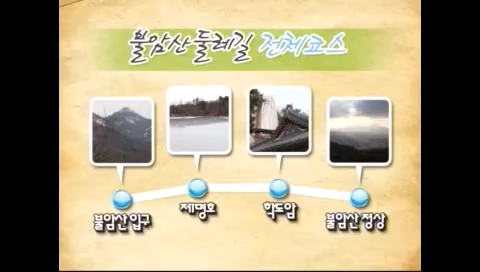 불암산 둘레길 전체코스
불암산 입구
제명호
학도암
불암산 정상